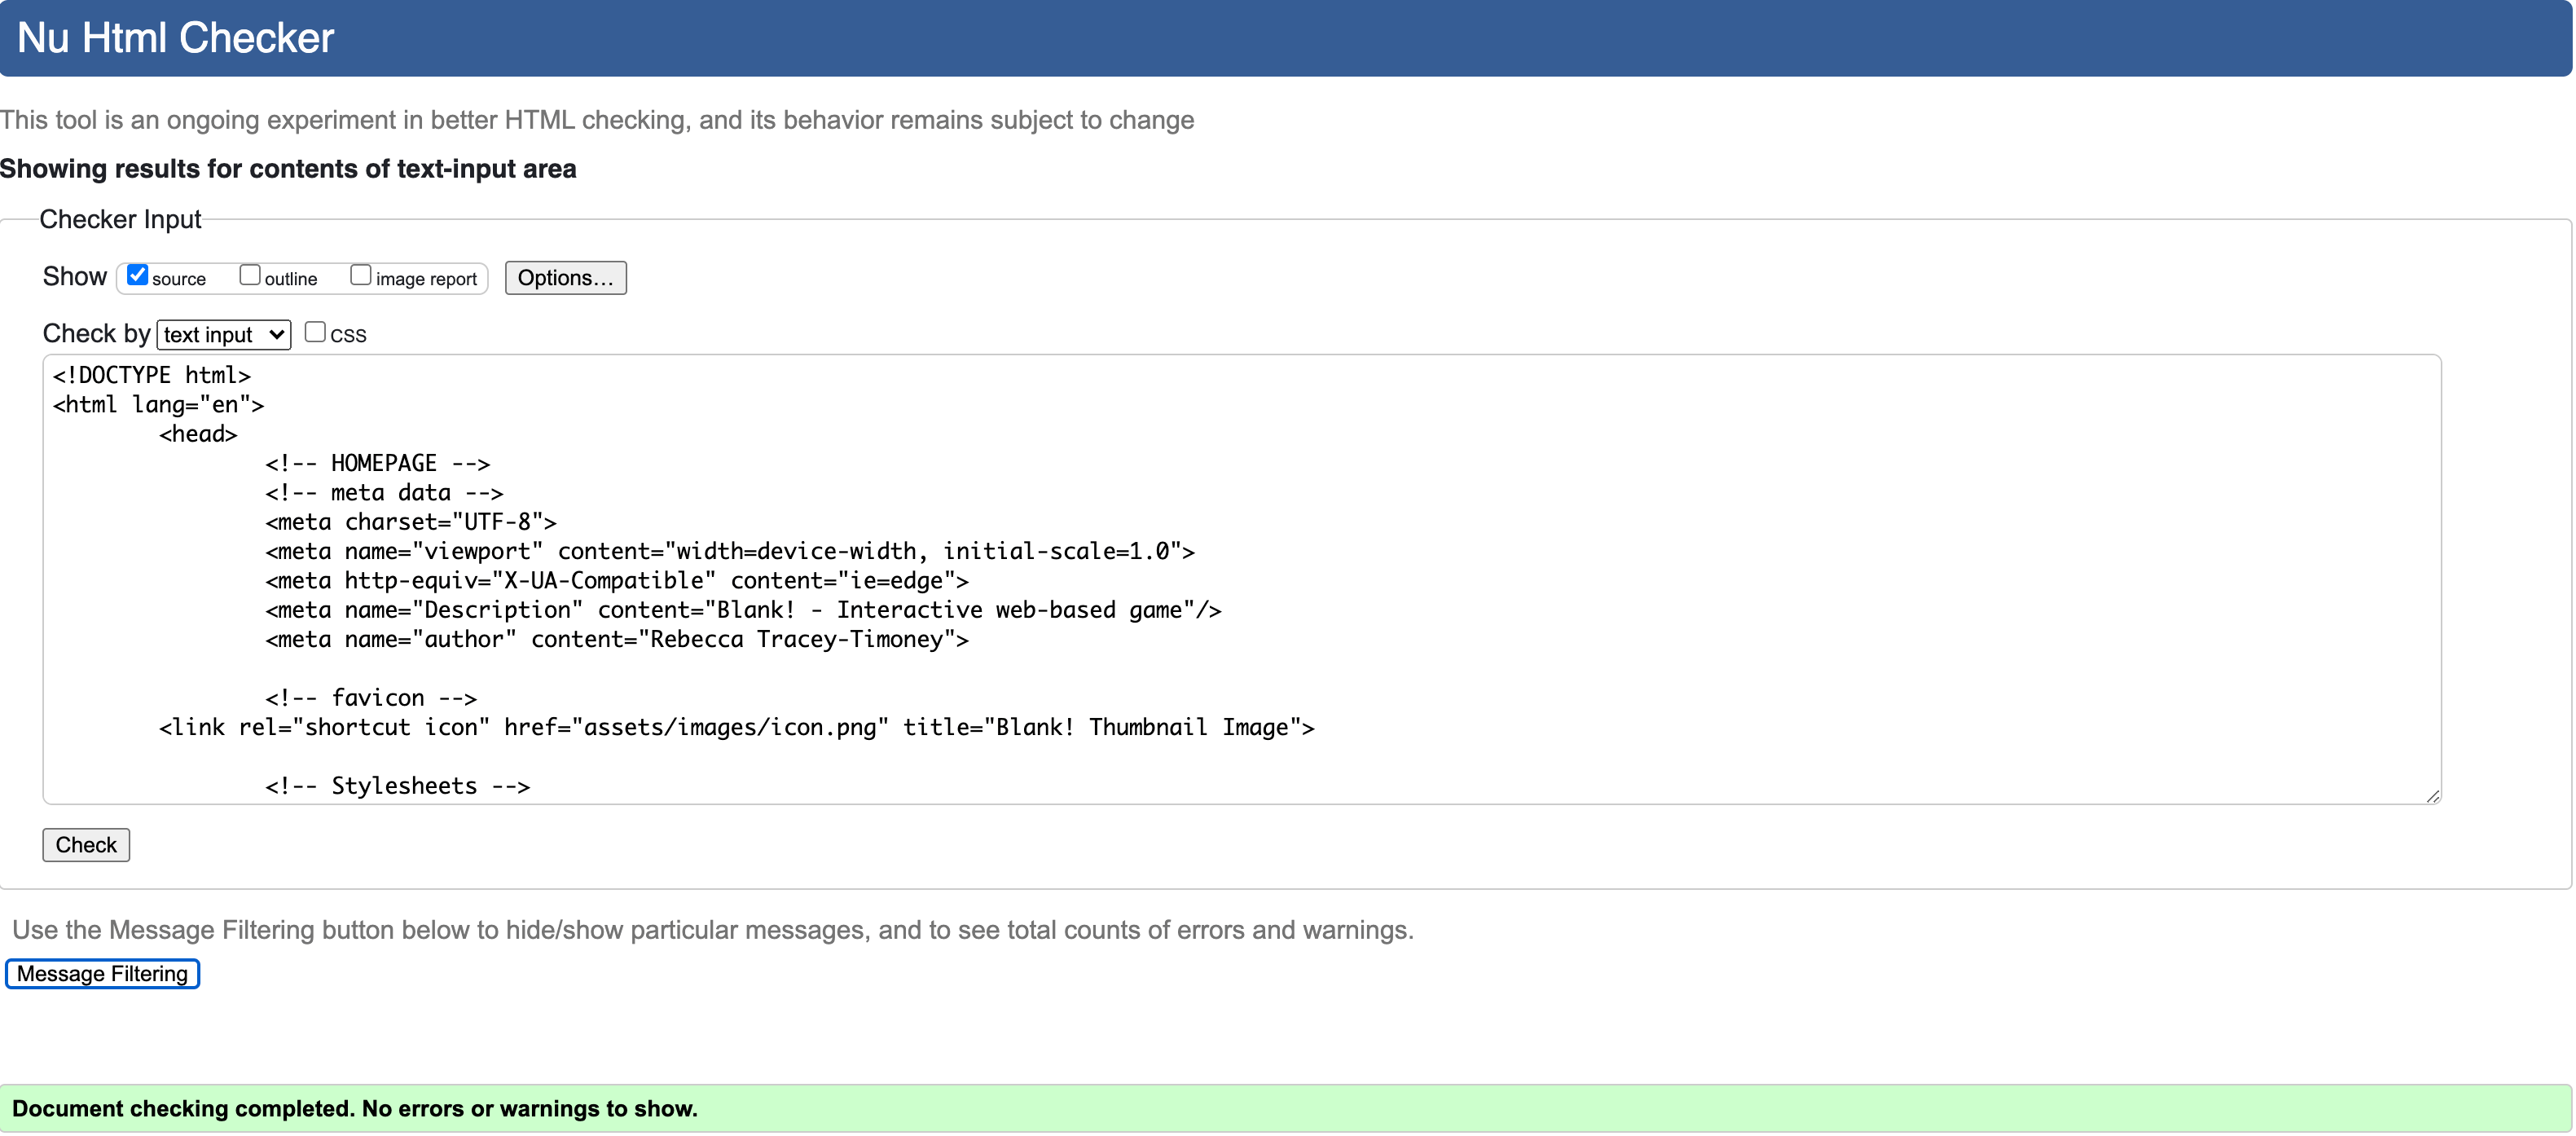 Nu Html Checker
This tool is an ongoing experiment in better HTML checking, and its behavior remains subject to change
Showing results for contents of text-input area
Checker Input
Show source outline image report Options...
Check by text input CSS
<!DOCTYPE html>
<html lang="en">
<head>
<!-- HOMEPAGE -->
<!-- meta data -->
<meta charset="UTF-8">
<meta name="viewport" content="width=device-width, initial-scale=1.0">
<meta http-equiv="X-UA-Compatible" content="ie=edge">
<meta name="Description" content="Blank! - Interactive web-based game"/>
<meta name="author" content="Rebecca Tracey-Timoney">
<!-- favicon -->
<link rel="shortcut icon" href="assets/images/icon.png" title="Blank! Thumbnail Image">
<!-- Stylesheets -->
Check
Use the Message Filtering button below to hide/show particular messages, and to see total counts of errors and warnings.
Message Filtering
Document checking completed. No errors or warnings to show.